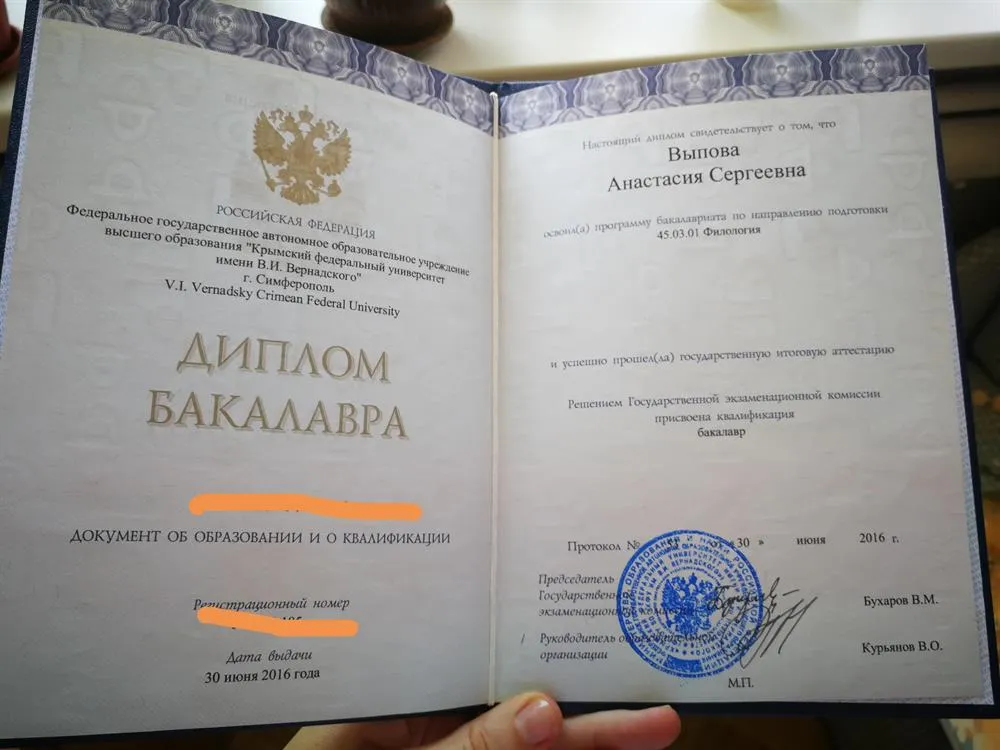 РОССИЙСКАЯ ФЕДЕРАЦИЯ
Федеральное государственное автономное образовательное учреждение
высшего образования "Крымский федеральный университет
имени В.И. Вернадского"
г. Симферополь
V.I. Vernadsky Crimean Federal University
ДИПЛОМ
БАКАЛАВРА
ДОКУМЕНТ ОБ ОБРАЗОВАНИИ И О КВАЛИФИКАЦИИ
Регистрационный номер
Дата выдачи
30 июня 2016 года
Настоящий диплом свидетельствует о том, что
Выпова
Анастасия Сергеевна
освоил(а) программу бакалавриата по направлению подготовки
45.03.01 Филология
и успешно прошел(ла) государственную итоговую аттестацию
Решением Государственной экзаменационной комиссии
присвоена квалификация
бакалавр
Протокол № «30» июня 2016 г.
Председатель
Государственной
экзаменационной комиссии
Бухаров В.М.
/ Руководитель образовательной
организации
Курьянов В.О.
М.П.